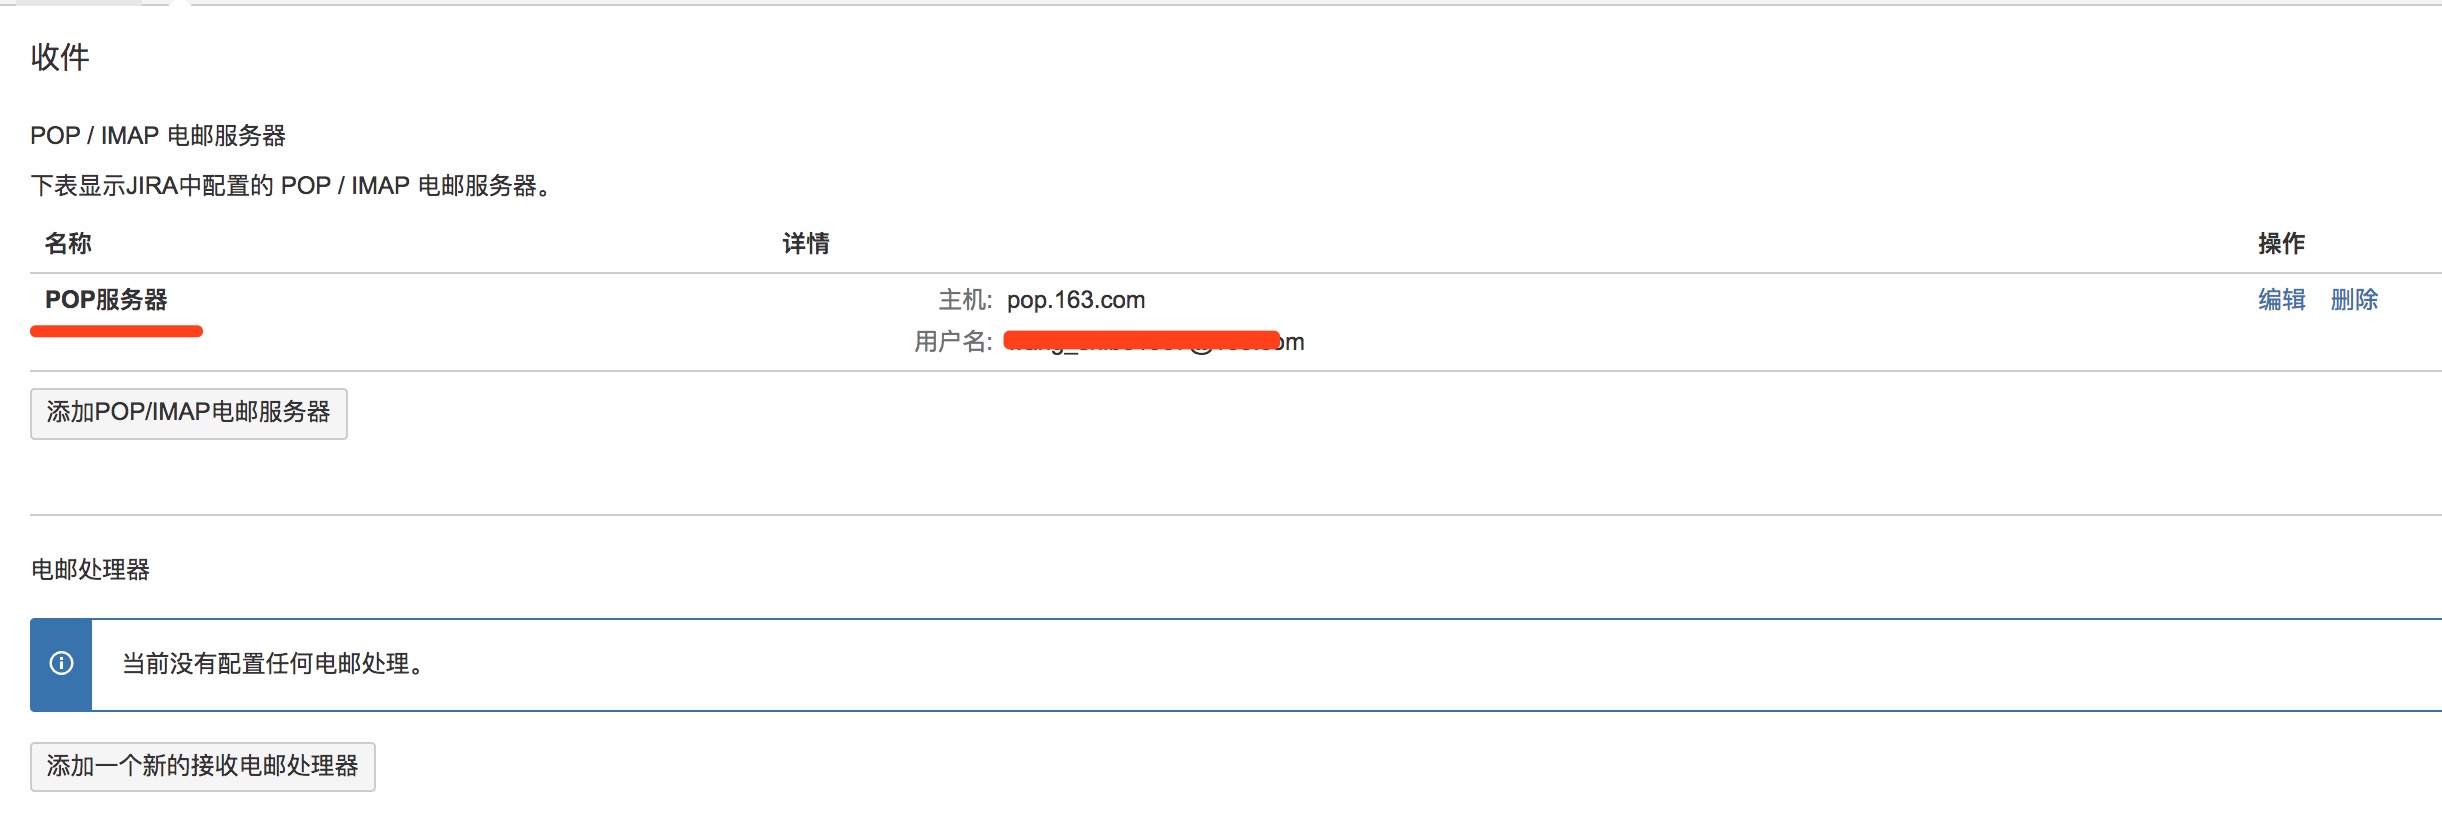 收件
POP / IMAP 电邮服务器
下表显示JIRA中配置的 POP / IMAP 电邮服务器。
名称 详情 操作
POP服务器 主机: pop.163.com 编辑 删除
用户名:
添加POP/IMAP电邮服务器
电邮处理器
当前没有配置任何电邮处理。
添加一个新的接收电邮处理器